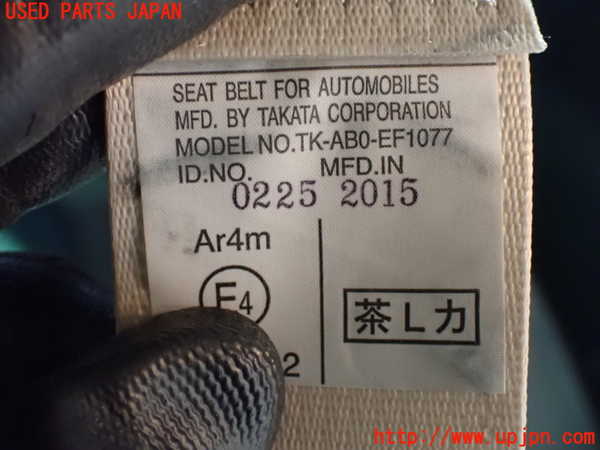 USED PARTS JAPAN
SEAT BELT FOR AUTOMOBILES
MFD. BY TAKATA CORPORATION
MODEL NO.TK-AB0-EF1077
ID.NO. MFD.IN
0225 2015
Ar4m
E4
茶Lカ
2
http://www.upjpn.com